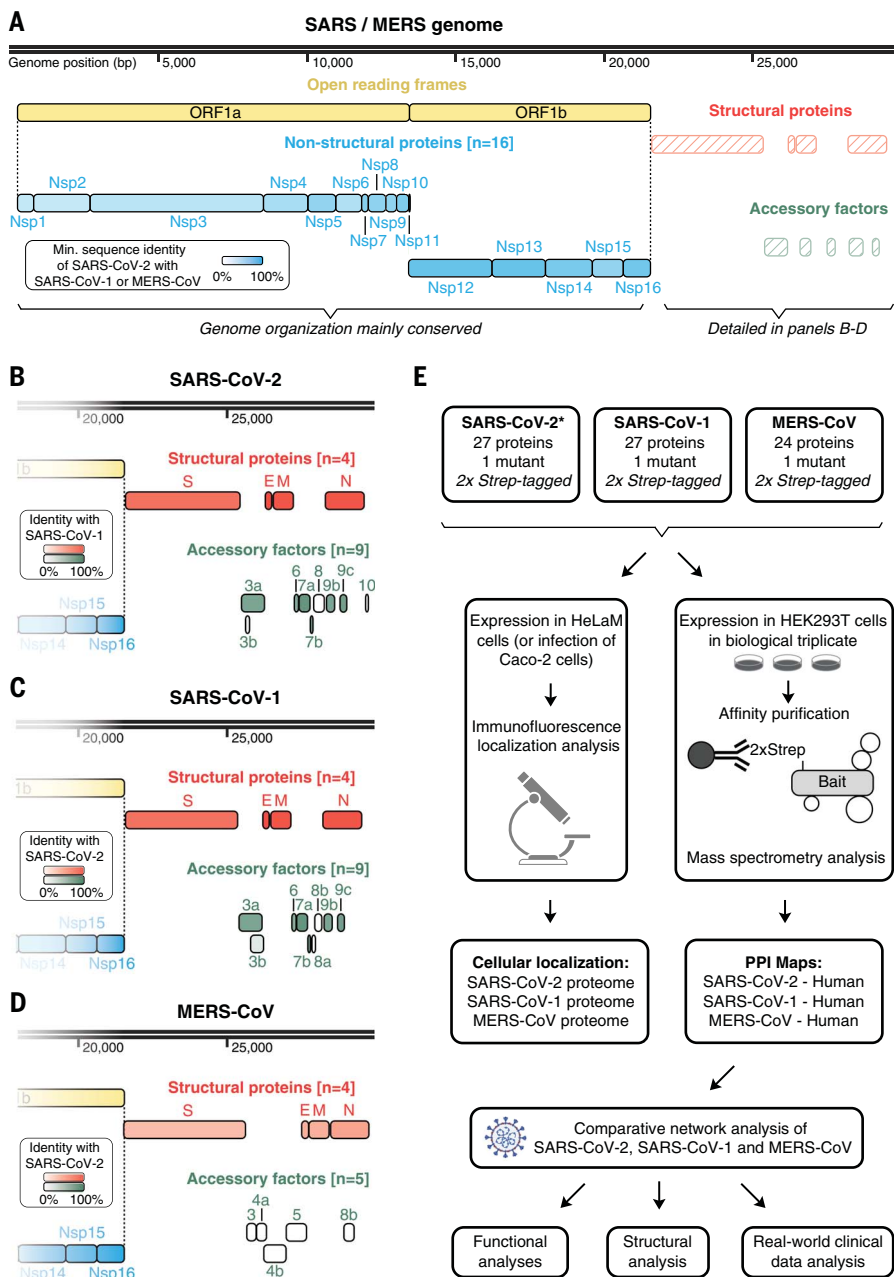 A
SARS / MERS genome
Genome position (bp)
5,000
10,000
15,000
20,000
25,000
Open reading frames
ORF1a
ORF1b
Structural proteins
Non-structural proteins [n=16]
Nsp8
Nsp2
Nsp4
Nsp6
Nsp10
Nsp1
Nsp3
Nsp5
Nsp9
Nsp7
Nsp11
Accessory factors
Min. sequence identity
of SARS-CoV-2 with
SARS-CoV-1 or MERS-CoV
0%
100%
Nsp13
Nsp15
Nsp12
Nsp14
Nsp16
Genome organization mainly conserved
Detailed in panels B-D
B
SARS-CoV-2
20,000
25,000
Structural proteins [n=4]
1b
S
E
M
N
Identity with
SARS-CoV-1
0%
100%
Accessory factors [n=9]
6
8
9c
3a
7a
9b
10
3b
7b
Nsp15
Nsp14
Nsp16
C
SARS-CoV-1
20,000
25,000
Structural proteins [n=4]
1b
S
E
M
N
Identity with
SARS-CoV-2
0%
100%
Accessory factors [n=9]
6
8b
9c
3a
7a
9b
3b
7b
8a
Nsp15
Nsp14
Nsp16
D
MERS-CoV
20,000
25,000
Structural proteins [n=4]
1b
S
E
M
N
Identity with
SARS-CoV-2
0%
100%
Accessory factors [n=5]
4a
3
5
8b
4b
Nsp15
Nsp14
Nsp16
E
SARS-CoV-2*
27 proteins
1 mutant
2x Strep-tagged
SARS-CoV-1
27 proteins
1 mutant
2x Strep-tagged
MERS-CoV
24 proteins
1 mutant
2x Strep-tagged
Expression in HeLaM
cells (or infection of
Caco-2 cells)
Immunofluorescence
localization analysis
Expression in HEK293T cells
in biological triplicate
Affinity purification
2xStrep
Bait
Mass spectrometry analysis
Cellular localization:
SARS-CoV-2 proteome
SARS-CoV-1 proteome
MERS-CoV proteome
PPI Maps:
SARS-CoV-2 - Human
SARS-CoV-1 - Human
MERS-CoV - Human
Comparative network analysis of
SARS-CoV-2, SARS-CoV-1 and MERS-CoV
Functional
analyses
Structural
analysis
Real-world clinical
data analysis